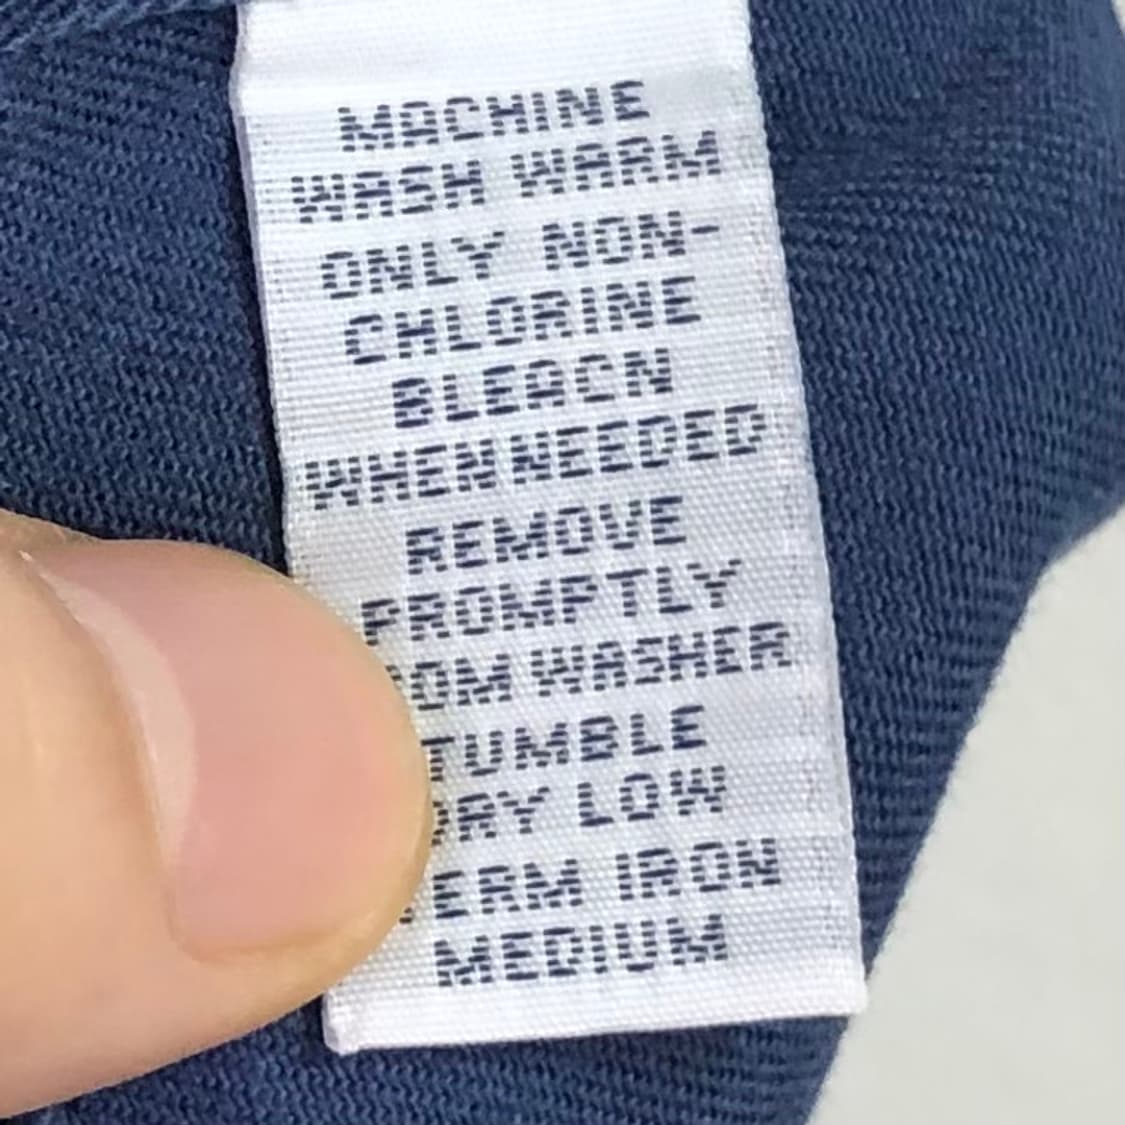 MACHINE
WASH WARM
ONLY NON-
CHLORINE
BLEACN
WHEN NEEDED
REMOVE
PROMPTLY
WASHER
TUMBLE
DRY LOW
IRON
MEDIUM